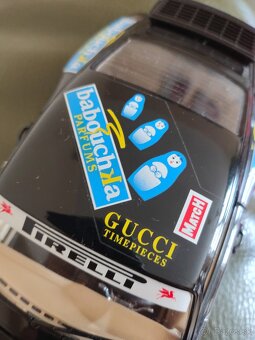 babouchka
PARFUMS
GUCCI
TIMEPIECES
MATCH
PIRELLI